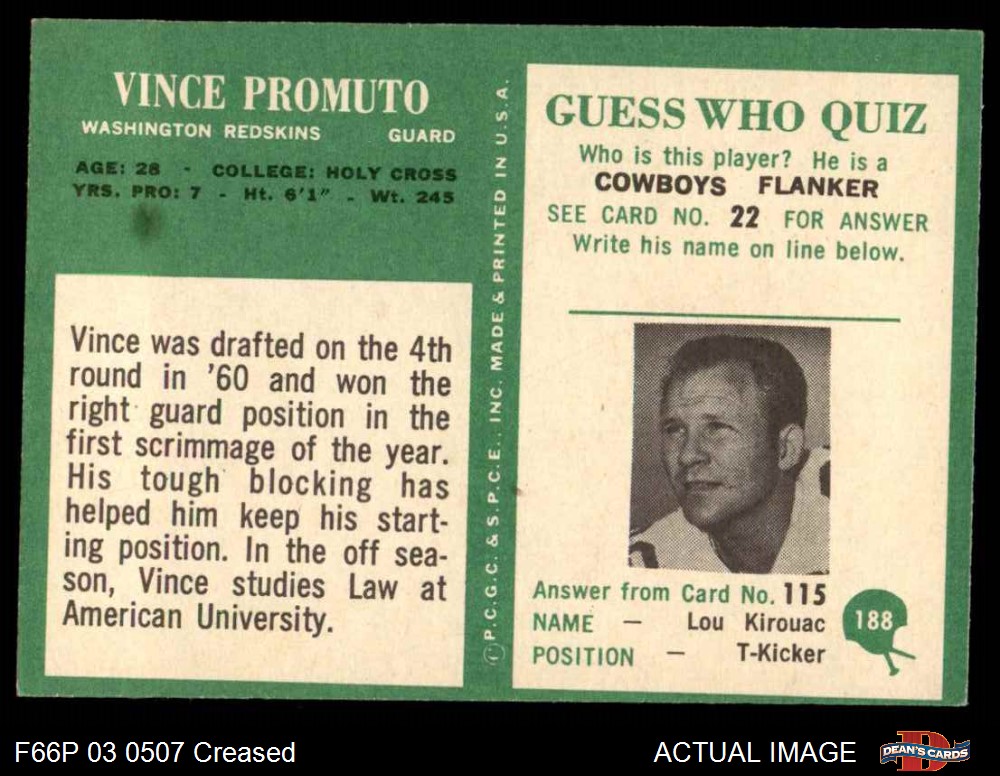 VINCE PROMUTO
WASHINGTON REDSKINS GUARD
AGE: 28 - COLLEGE: HOLY CROSS
YRS. PRO: 7 - Ht. 6'1" - Wt. 245
Vince was drafted on the 4th
round in '60 and won the
right guard position in the
first scrimmage of the year.
His tough blocking has
helped him keep his start-
ing position. In the off sea-
son, Vince studies Law at
American University.
Ⓒ P.C.G.C. & S.P.C.E., INC. MADE & PRINTED IN U.S.A.
GUESS WHO QUIZ
Who is this player? He is a
COWBOYS FLANKER
SEE CARD NO. 22 FOR ANSWER
Write his name on line below.
Answer from Card No. 115
NAME — Lou Kirouac
POSITION — T-Kicker
188
F66P 03 0507 Creased
ACTUAL IMAGE
D
DEAN'S CARDS